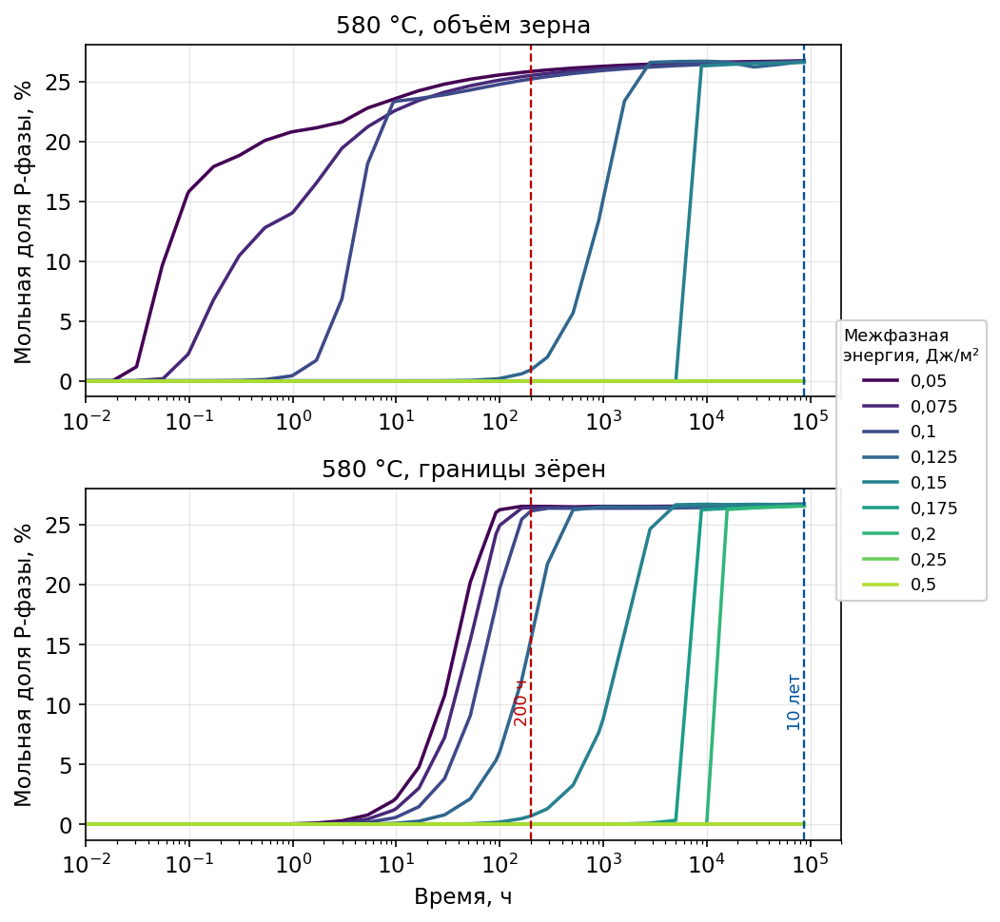 580 °C, объём зерна
Мольная доля P-фазы, %
25
20
15
10
5
0
10⁻² 10⁻¹ 10⁰ 10¹ 10² 10³ 10⁴ 10⁵
Межфазная
энергия, Дж/м²
0,05
0,075
0,1
0,125
0,15
0,175
0,2
0,25
0,5
580 °C, границы зёрен
Мольная доля P-фазы, %
25
20
15
10
5
0
200 ч
10 лет
10⁻² 10⁻¹ 10⁰ 10¹ 10² 10³ 10⁴ 10⁵
Время, ч